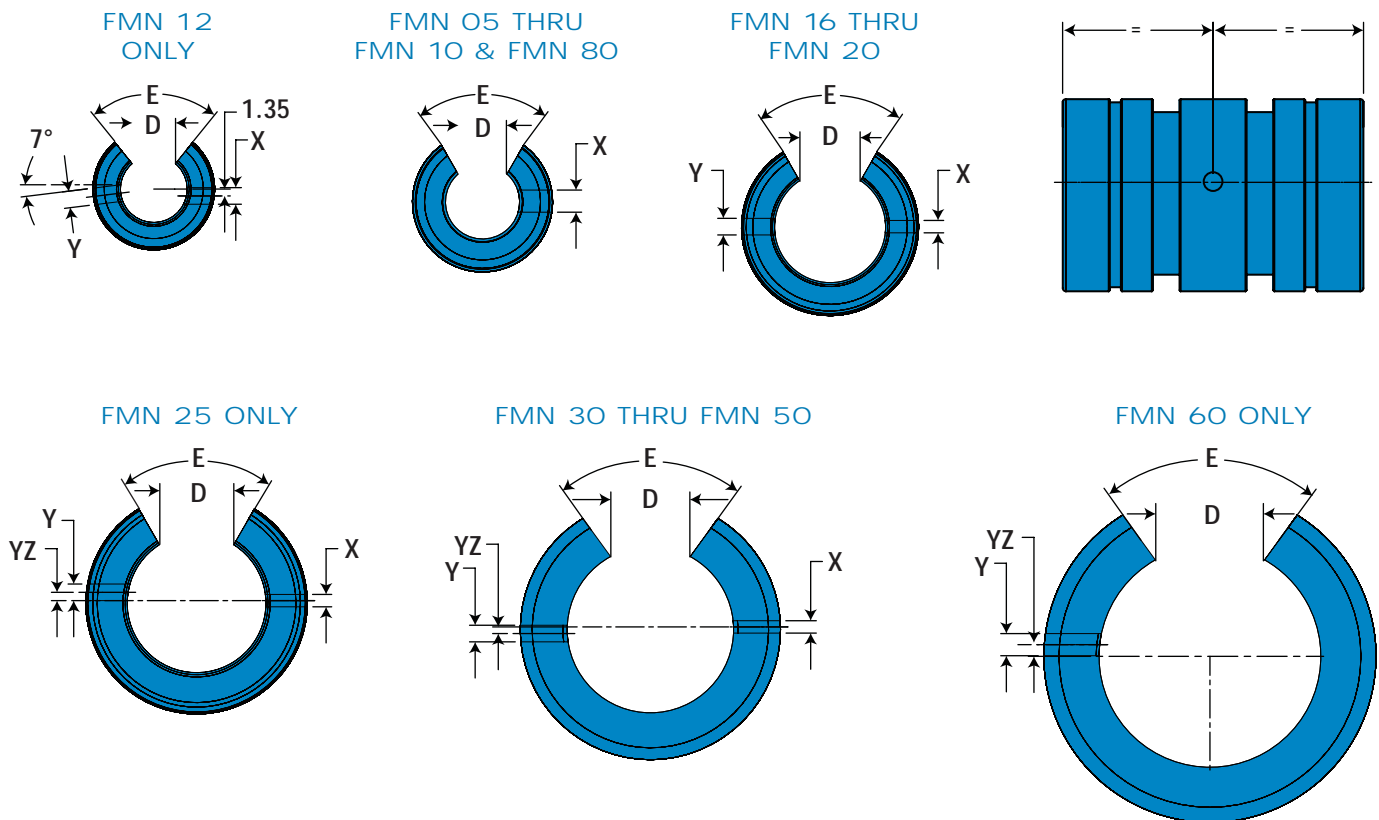 FMN 12
ONLY
E
D
1.35
X
7°
Y
FMN 05 THRU
FMN 10 & FMN 80
E
D
X
FMN 16 THRU
FMN 20
E
D
Y
X
=
=
FMN 25 ONLY
E
D
Y
YZ
X
FMN 30 THRU FMN 50
E
D
YZ
Y
X
FMN 60 ONLY
E
D
YZ
Y